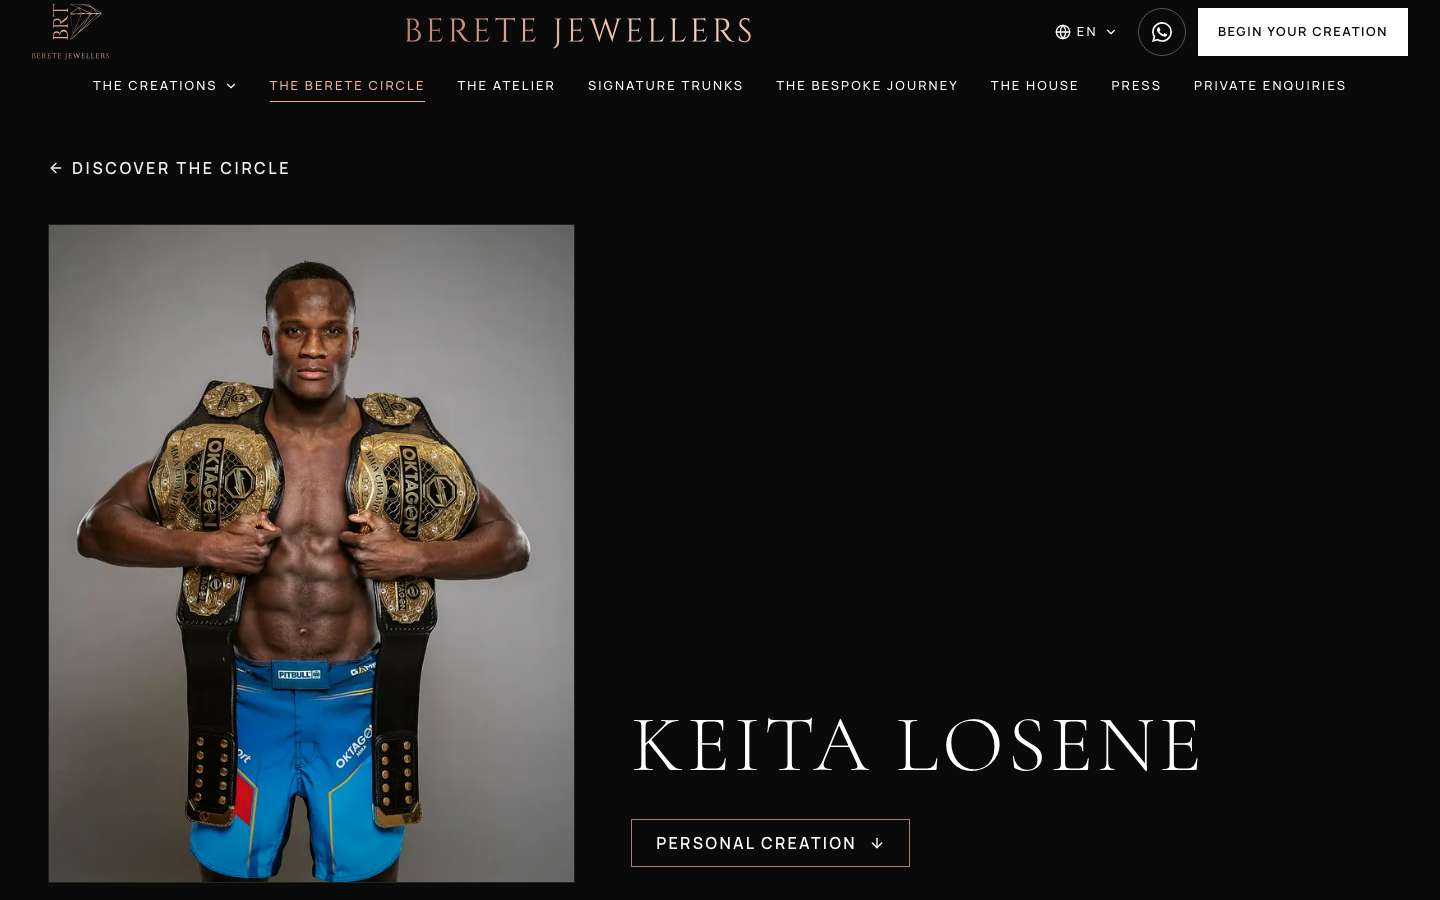 BRT
BERETE JEWELLERS
BERETE JEWELLERS
EN
BEGIN YOUR CREATION
THE CREATIONS
THE BERETE CIRCLE
THE ATELIER
SIGNATURE TRUNKS
THE BESPOKE JOURNEY
THE HOUSE
PRESS
PRIVATE ENQUIRIES
DISCOVER THE CIRCLE
OKTAGON
OKTAGON
PITBULL
OKTAGON
MMA
KEITA LOSENE
PERSONAL CREATION